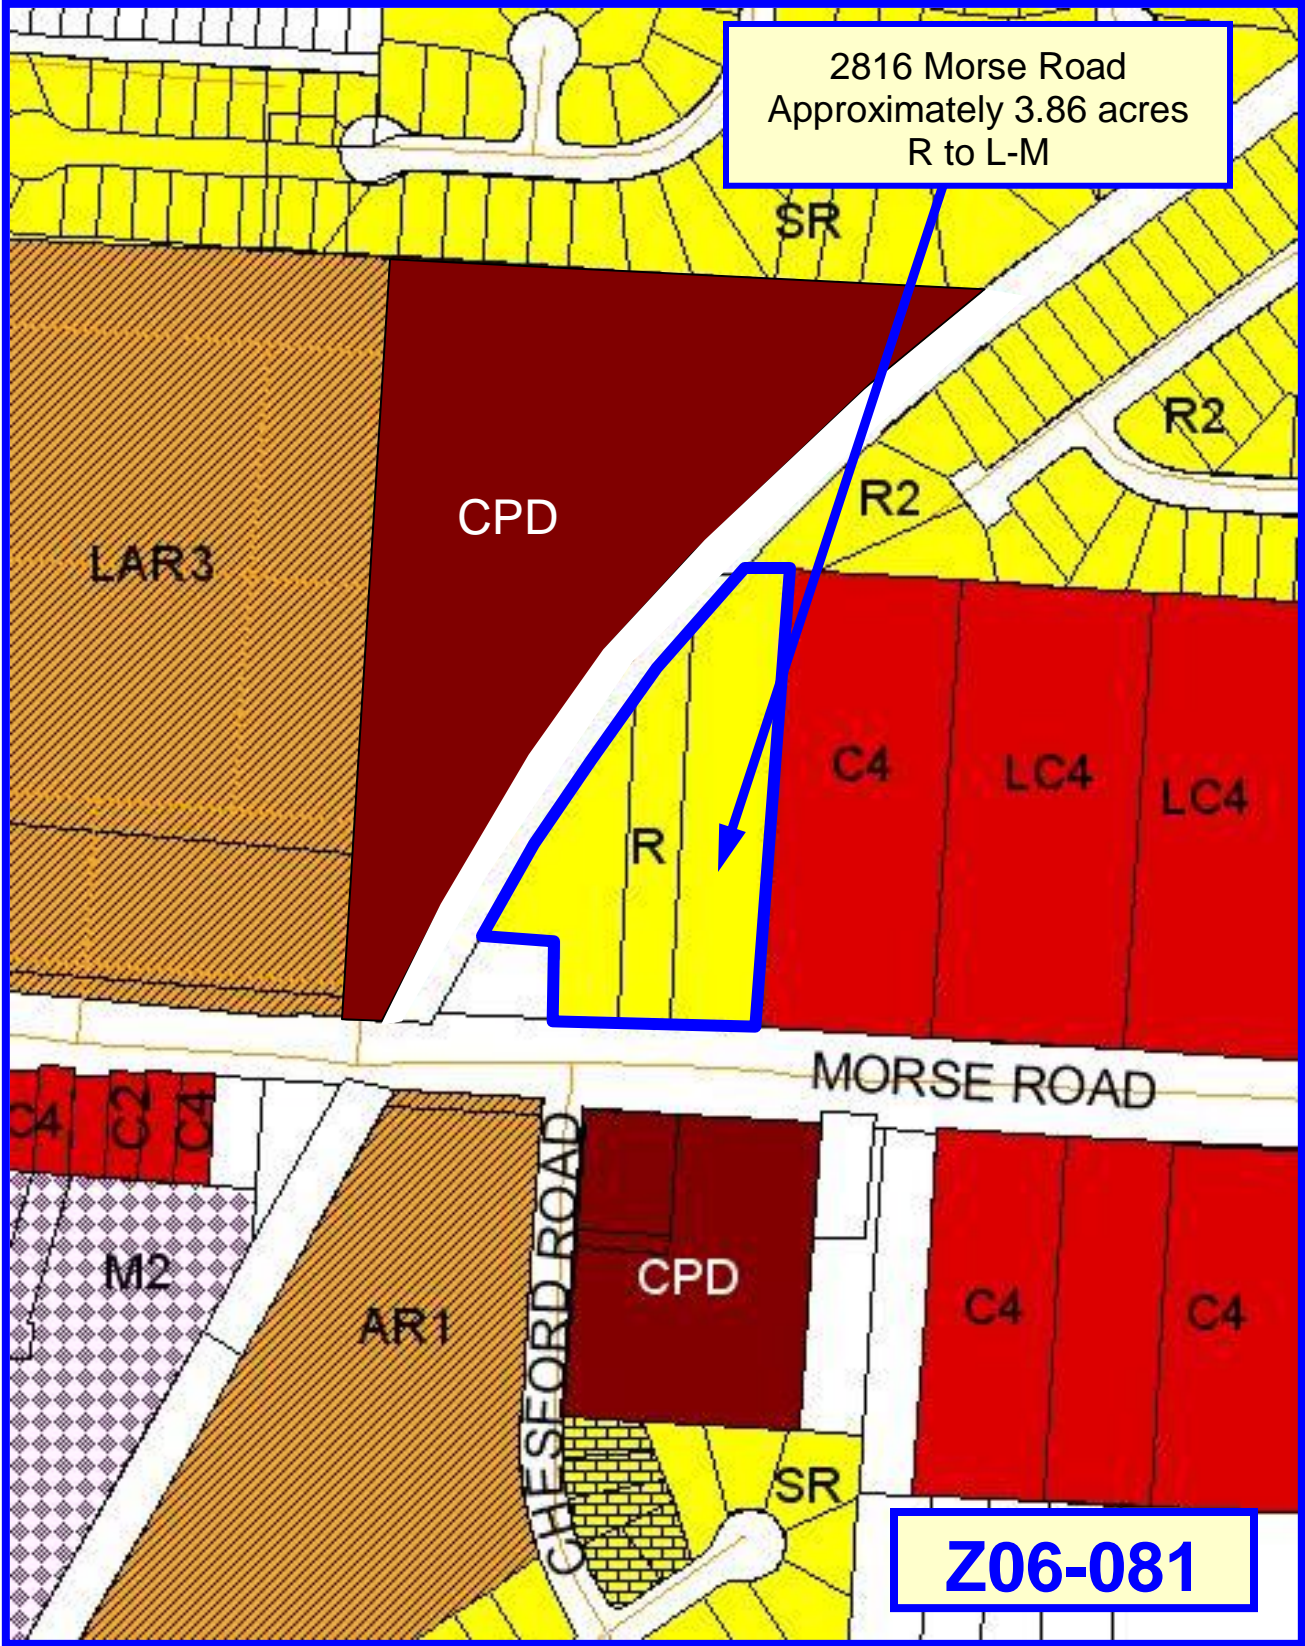 2816 Morse Road
Approximately 3.86 acres
R to L-M
SR
R2
CPD
R2
LAR3
C4
LC4
LC4
R
MORSE ROAD
C4
C2
C4
CHESFORD ROAD
M2
CPD
AR1
C4
C4
SR
Z06-081